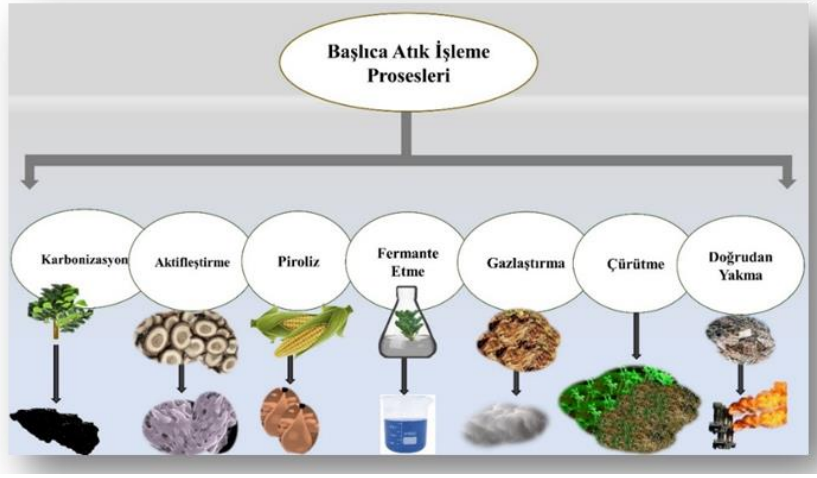 Başlıca Atık İşleme
Prosesleri
Karbonizasyon
Aktifleştirme
Piroliz
Fermante
Etme
Gazlaştırma
Çürütme
Doğrudan
Yakma